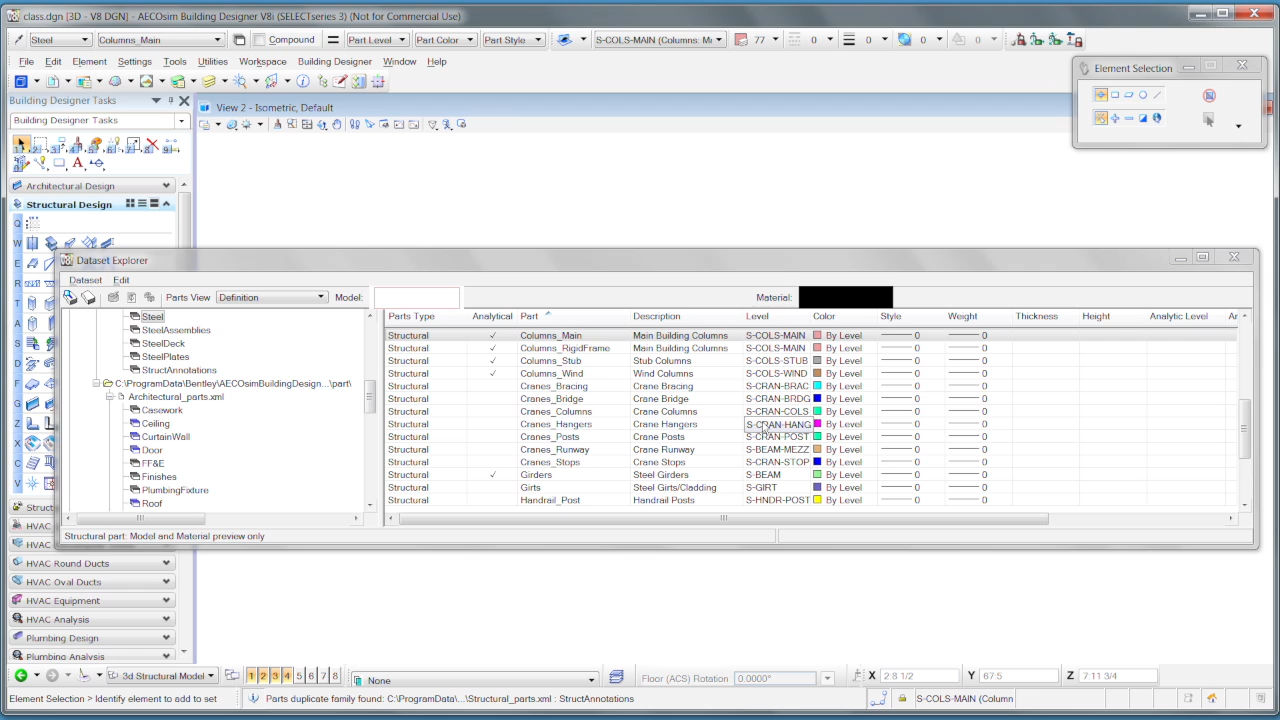 class.dgn [3D - V8 DGN] - AECOsim Building Designer V8i (SELECTseries 3) (Not for Commercial Use)
Steel Columns_Main Compound Part Level Part Color Part Style S-COLS-MAIN (Columns: M 77 0 0 0 0
File Edit Element Settings Tools Utilities Workspace Building Designer Window Help
Element Selection
Building Designer Tasks
View 2 - Isometric, Default
Building Designer Tasks
Architectural Design
Structural Design
Q
W
E
R
T
A
S
D
F
G
Z
X
C
V
Dataset Explorer
Dataset Edit
Parts View Definition Model: Material:
Steel
SteelAssemblies
SteelDeck
SteelPlates
StructAnnotations
C:\ProgramData\Bentley\AECOsimBuildingDesign...\part\
Architectural_parts.xml
Casework
Ceiling
CurtainWall
Door
FF&E
Finishes
PlumbingFixture
Roof
Parts Type Analytical Part Description Level Color Style Weight Thickness Height Analytic Level
Structural ✓ Columns_Main Main Building Columns S-COLS-MAIN By Level 0 0
Structural ✓ Columns_RigidFrame Main Building Columns S-COLS-MAIN By Level 0 0
Structural ✓ Columns_Stub Stub Columns S-COLS-STUB By Level 0 0
Structural ✓ Columns_Wind Wind Columns S-COLS-WIND By Level 0 0
Structural Cranes_Bracing Crane Bracing S-CRAN-BRAC By Level 0 0
Structural Cranes_Bridge Crane Bridge S-CRAN-BRDG By Level 0 0
Structural Cranes_Columns Crane Columns S-CRAN-COLS By Level 0 0
Structural Cranes_Hangers Crane Hangers S-CRAN-HANG By Level 0 0
Structural Cranes_Posts Crane Posts S-CRAN-POST By Level 0 0
Structural Cranes_Runway Crane Runway S-BEAM-MEZZ By Level 0 0
Structural Cranes_Stops Crane Stops S-CRAN-STOP By Level 0 0
Structural ✓ Girders Steel Girders S-BEAM By Level 0 0
Structural Girts Steel Girts/Cladding S-GIRT By Level 0 0
Structural Handrail_Post Handrail Posts S-HNDR-POST By Level 0 0
Structural part: Model and Material preview only
HVAC Round Ducts
HVAC Oval Ducts
HVAC Equipment
HVAC Analysis
Plumbing Design
Plumbing Analysis
3d Structural Model 1 2 3 4 5 6 7 8 None Floor (ACS) Rotation 0.0000° X 2:8 1/2 Y 67:5 Z 7:11 3/4
Element Selection > Identify element to add to set Parts duplicate family found: C:\ProgramData\...\Structural_parts.xml : StructAnnotations S-COLS-MAIN (Column